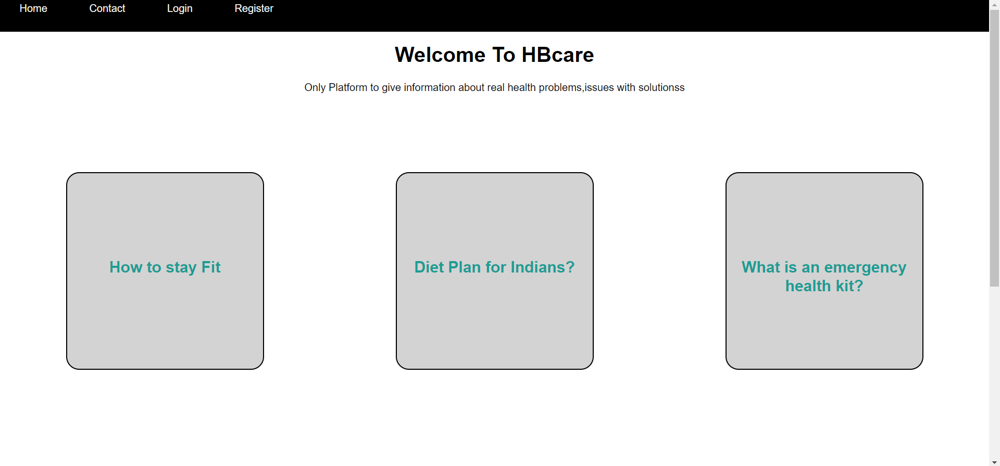 Home Contact Login Register
Welcome To HBcare
Only Platform to give information about real health problems,issues with solutionss
How to stay Fit
Diet Plan for Indians?
What is an emergency
health kit?